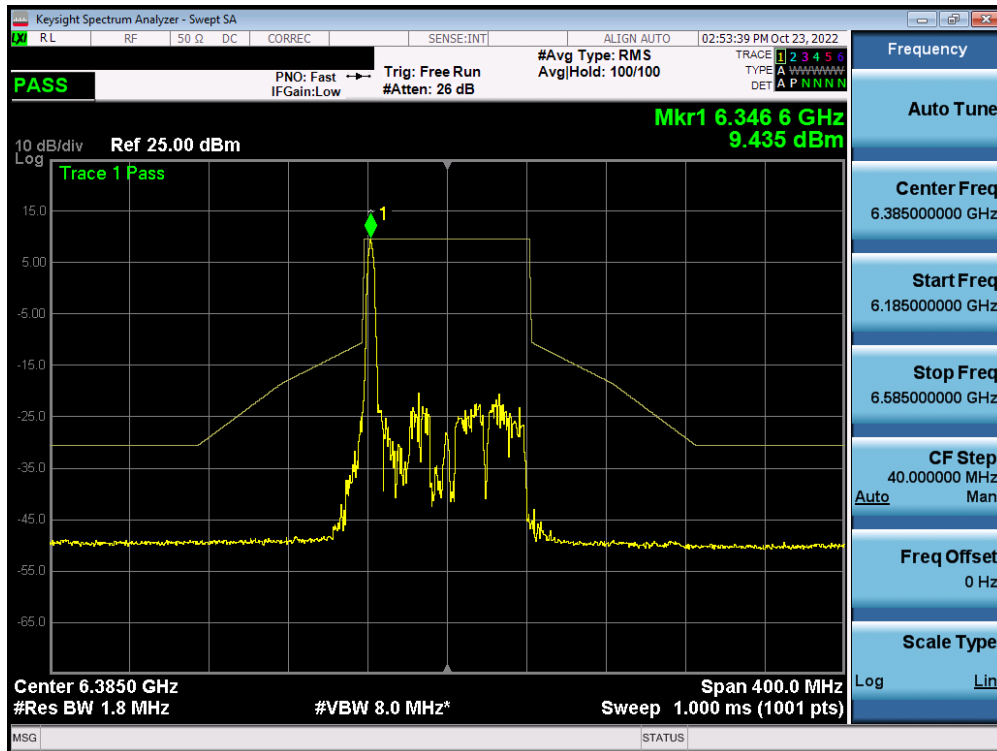 Keysight Spectrum Analyzer - Swept SA
LXI RL RF 50 Ω DC CORREC SENSE:INT ALIGN AUTO 02:53:39 PM Oct 23, 2022
PASS
PNO: Fast
IFGain:Low
Trig: Free Run
#Atten: 26 dB
#Avg Type: RMS
Avg|Hold: 100/100
TRACE 1 2 3 4 5 6
TYPE A WWWWW
DET A P N N N N
Mkr1 6.346 6 GHz
9.435 dBm
10 dB/div Ref 25.00 dBm
Log
Trace 1 Pass
1
15.0
5.00
-5.00
-15.0
-25.0
-35.0
-45.0
-55.0
-65.0
Center 6.3850 GHz Span 400.0 MHz
#Res BW 1.8 MHz #VBW 8.0 MHz* Sweep 1.000 ms (1001 pts)
MSG STATUS
Frequency
Auto Tune
Center Freq
6.385000000 GHz
Start Freq
6.185000000 GHz
Stop Freq
6.585000000 GHz
CF Step
40.000000 MHz
Auto Man
Freq Offset
0 Hz
Scale Type
Log Lin